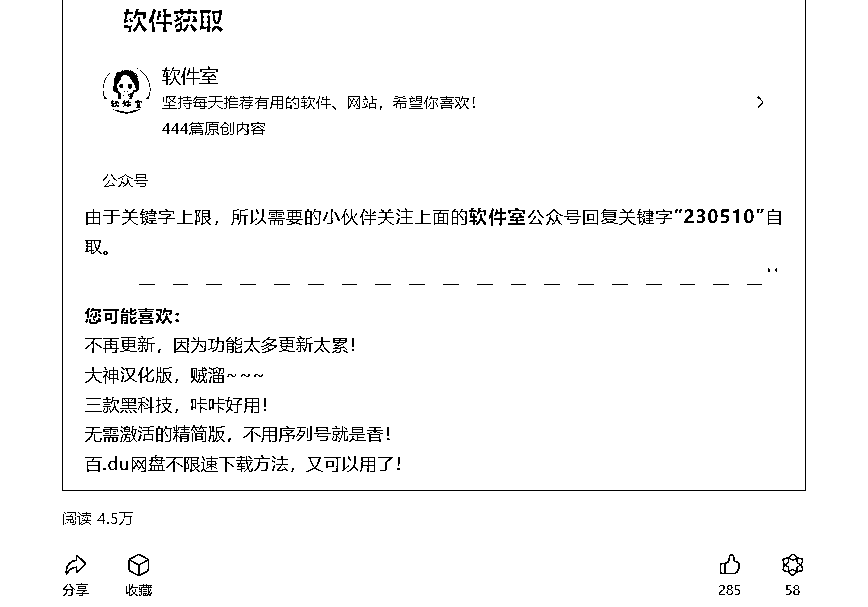 软件获取
软件室
软件室
坚持每天推荐有用的软件、网站，希望你喜欢！
444篇原创内容
公众号
由于关键字上限，所以需要的小伙伴关注上面的软件室公众号回复关键字“230510”自
取。
您可能喜欢：
不再更新，因为功能太多更新太累！
大神汉化版，贼溜~~~
三款黑科技，咔咔好用！
无需激活的精简版，不用序列号就是香！
百.du网盘不限速下载方法，又可以用了！
阅读 4.5万
分享 收藏 285 58